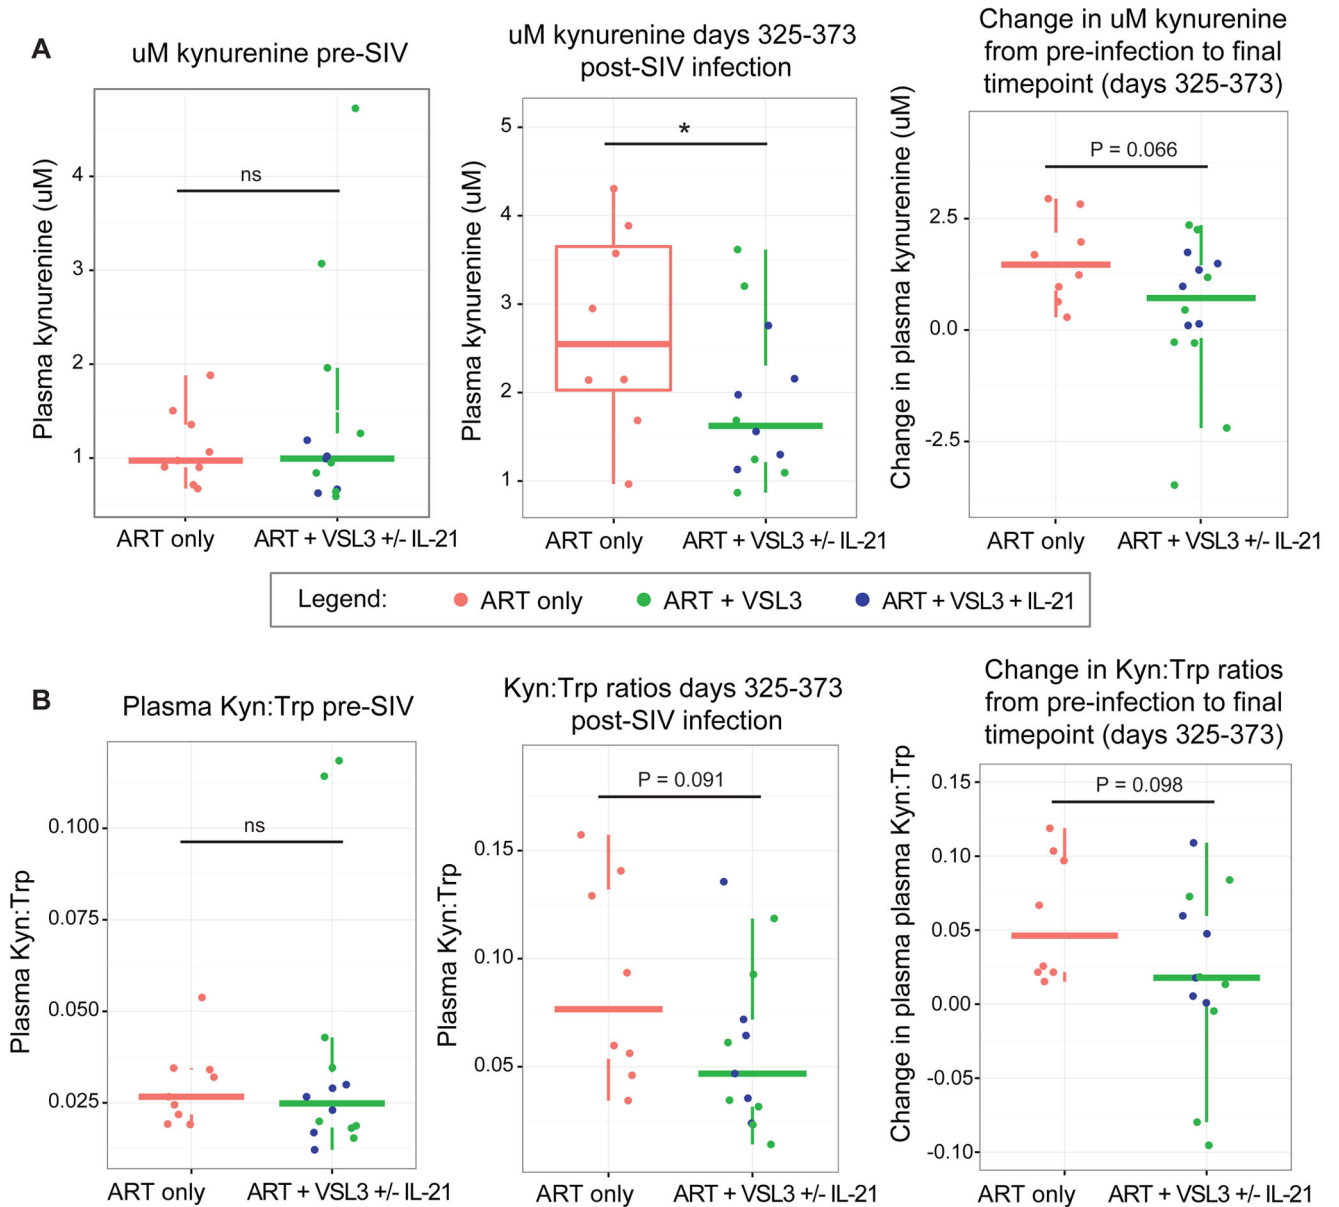 A
uM kynurenine pre-SIV
Plasma kynurenine (uM)
4
3
2
1
ns
ART only
ART + VSL3 +/- IL-21
uM kynurenine days 325-373
post-SIV infection
Plasma kynurenine (uM)
5
4
3
2
1
*
ART only
ART + VSL3 +/- IL-21
Change in uM kynurenine
from pre-infection to final
timepoint (days 325-373)
Change in plasma kynurenine (uM)
2.5
0.0
-2.5
P = 0.066
ART only
ART + VSL3 +/- IL-21
Legend:
ART only
ART + VSL3
ART + VSL3 + IL-21
B
Plasma Kyn:Trp pre-SIV
Plasma Kyn:Trp
0.100
0.075
0.050
0.025
ns
ART only
ART + VSL3 +/- IL-21
Kyn:Trp ratios days 325-373
post-SIV infection
Plasma Kyn:Trp
0.15
0.10
0.05
P = 0.091
ART only
ART + VSL3 +/- IL-21
Change in Kyn:Trp ratios
from pre-infection to final
timepoint (days 325-373)
Change in plasma plasma Kyn:Trp
0.15
0.10
0.05
0.00
-0.05
-0.10
P = 0.098
ART only
ART + VSL3 +/- IL-21